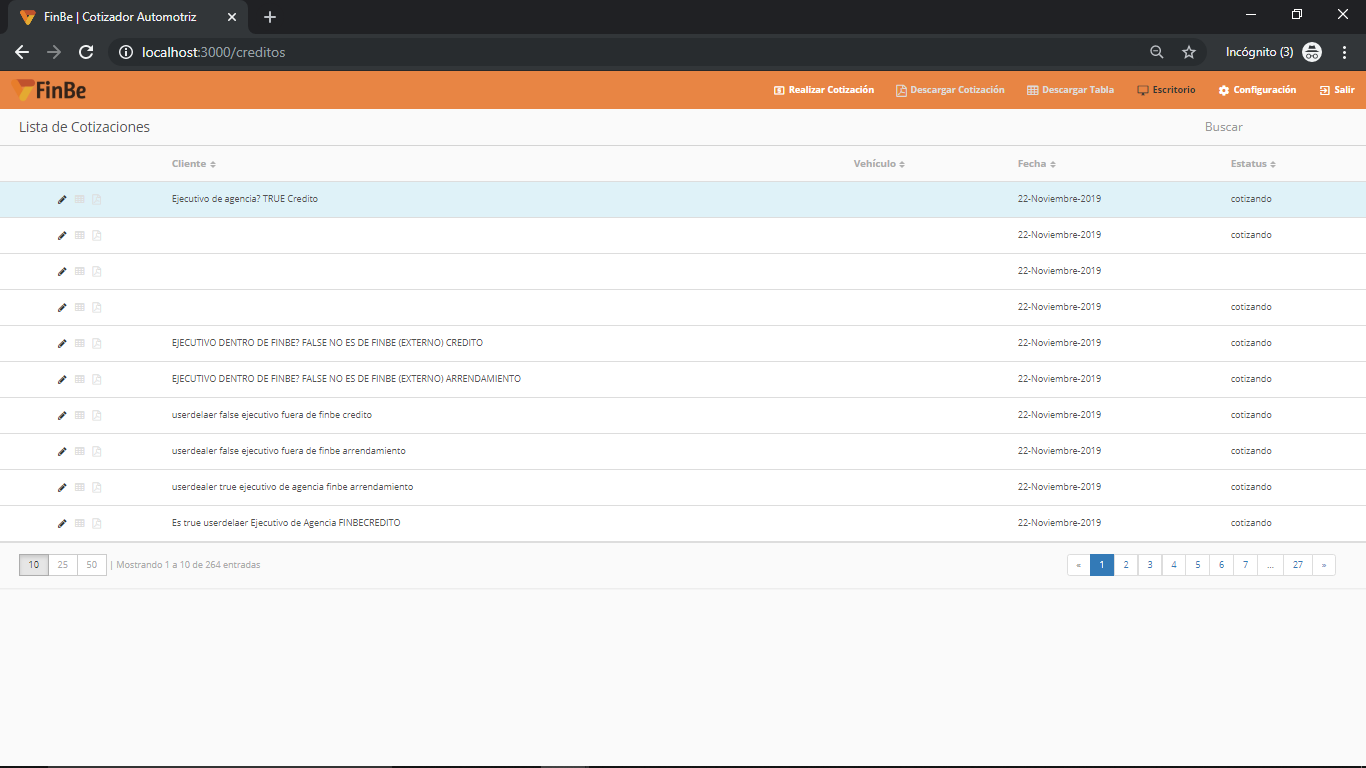 FinBe | Cotizador Automotriz
localhost:3000/creditos
Incógnito (3)
FinBe
Realizar Cotización
Descargar Cotización
Descargar Tabla
Escritorio
Configuración
Salir
Lista de Cotizaciones
Buscar
Cliente Vehículo Fecha Estatus
Ejecutivo de agencia? TRUE Credito 22-Noviembre-2019 cotizando
22-Noviembre-2019 cotizando
22-Noviembre-2019
22-Noviembre-2019 cotizando
EJECUTIVO DENTRO DE FINBE? FALSE NO ES DE FINBE (EXTERNO) CREDITO 22-Noviembre-2019 cotizando
EJECUTIVO DENTRO DE FINBE? FALSE NO ES DE FINBE (EXTERNO) ARRENDAMIENTO 22-Noviembre-2019 cotizando
userdelaer false ejecutivo fuera de finbe credito 22-Noviembre-2019 cotizando
userdealer false ejecutivo fuera de finbe arrendamiento 22-Noviembre-2019 cotizando
userdealer true ejecutivo de agencia finbe arrendamiento 22-Noviembre-2019 cotizando
Es true userdelaer Ejecutivo de Agencia FINBECREDITO 22-Noviembre-2019 cotizando
10 25 50 | Mostrando 1 a 10 de 264 entradas
« 1 2 3 4 5 6 7 ... 27 »